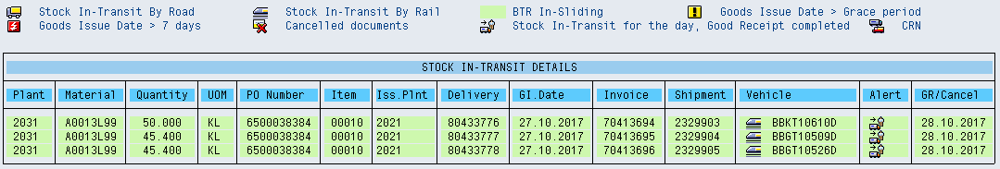 Stock In-Transit By Road Stock In-Transit By Rail BTR In-Sliding Goods Issue Date > Grace period
Goods Issue Date > 7 days Cancelled documents Stock In-Transit for the day, Good Receipt completed CRN
STOCK IN-TRANSIT DETAILS
Plant Material Quantity UOM PO Number Item Iss.Plnt Delivery GI.Date Invoice Shipment Vehicle Alert GR/Cancel
2031 A0013L99 50.000 KL 6500038384 00010 2021 80433776 27.10.2017 70413694 2329903 BBKT10610D 28.10.2017
2031 A0013L99 45.400 KL 6500038384 00010 2021 80433777 27.10.2017 70413695 2329904 BBGT10509D 28.10.2017
2031 A0013L99 45.400 KL 6500038384 00010 2021 80433778 27.10.2017 70413696 2329905 BBGT10526D 28.10.2017